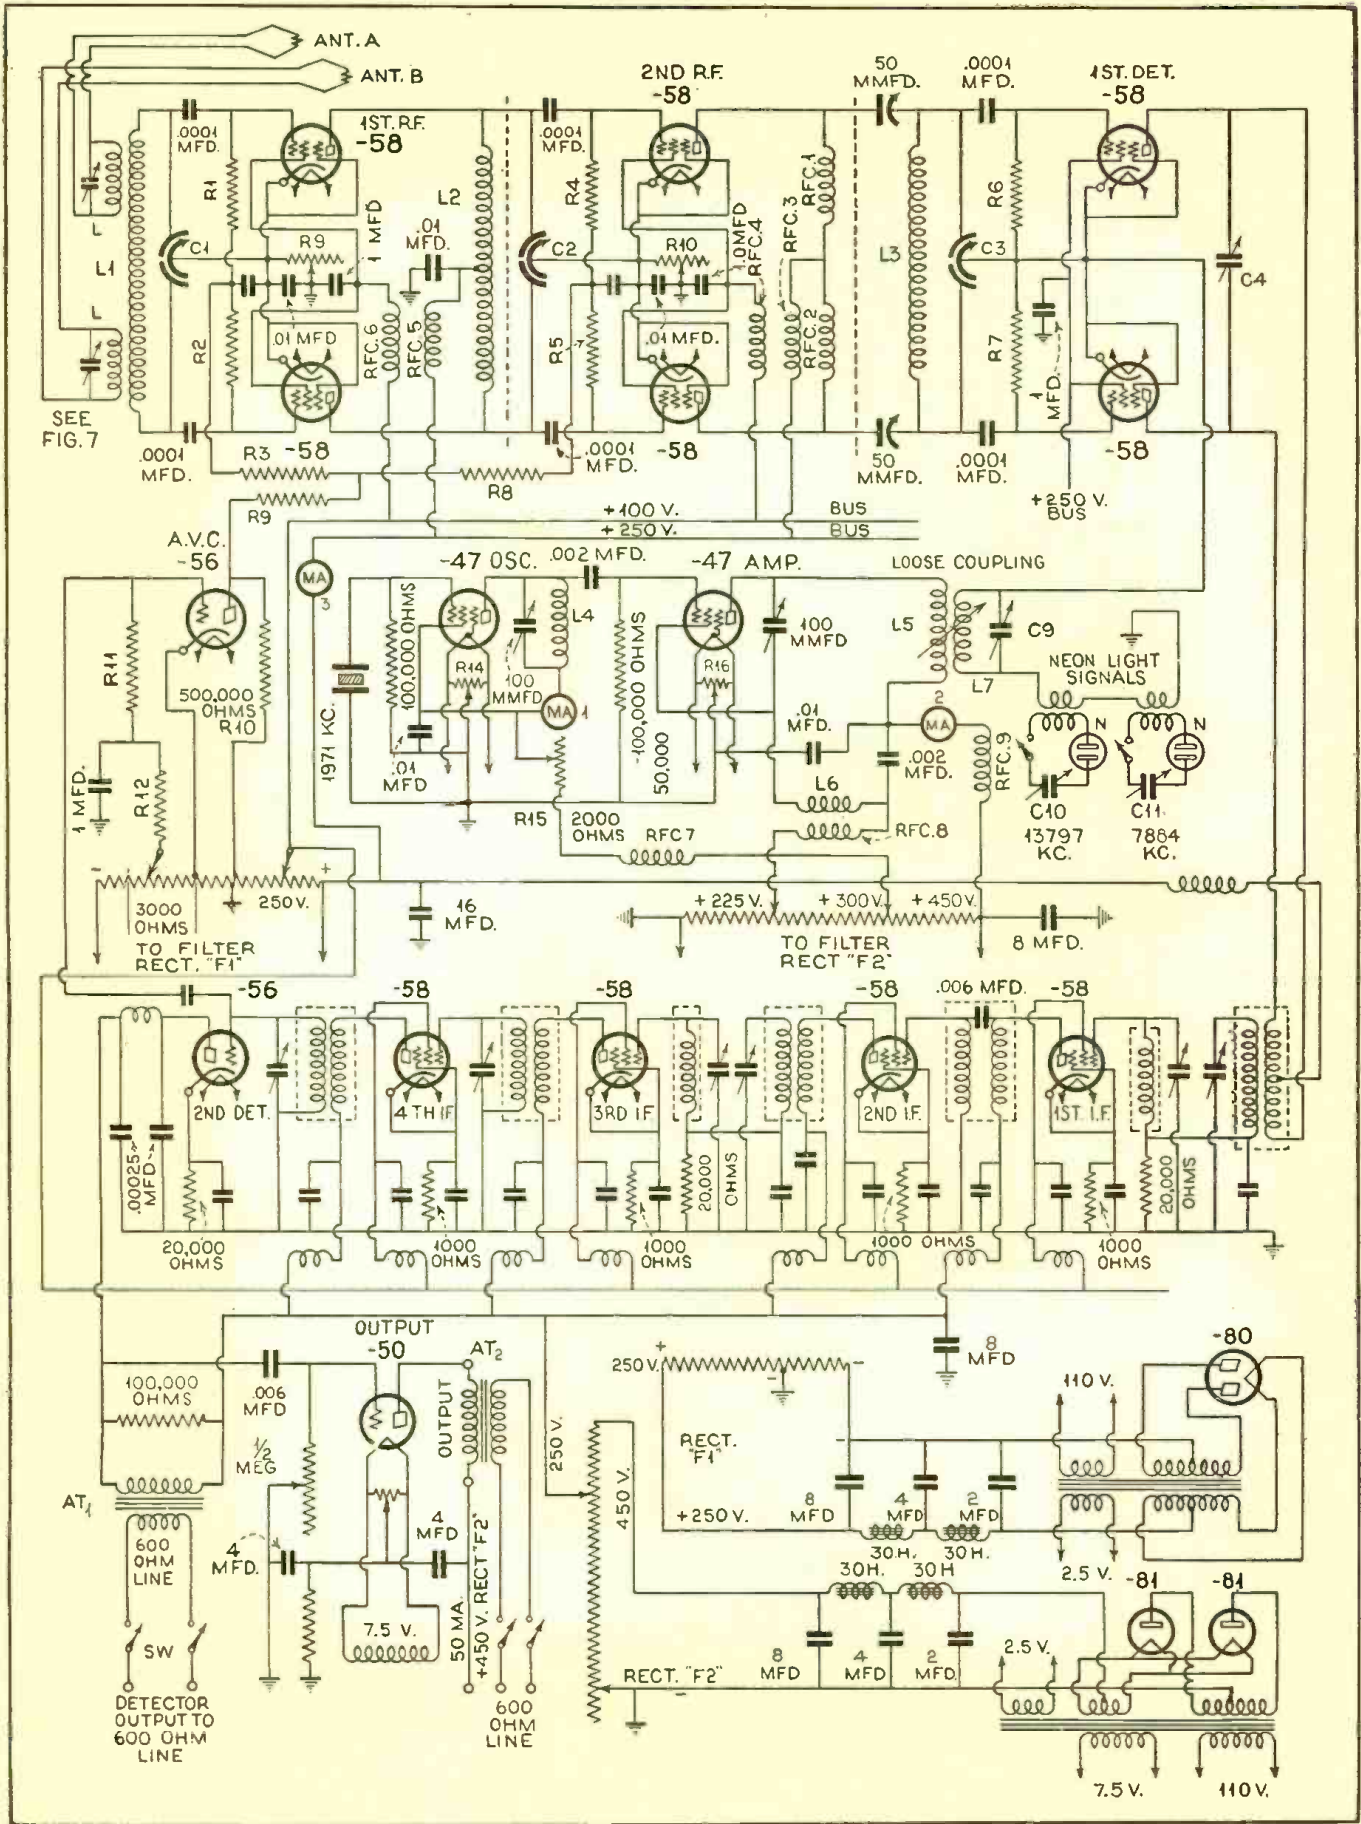 ANT. A
ANT. B
2ND R.F.
-58
50
MMFD.
.0001
MFD.
1ST. DET.
-58
.0001
MFD.
1ST. R.F.
-58
.0001
MFD.
R1
L2
R4
RFC.1
R6
1 MFD
.01
MFD.
1.0MFD
RFC.4
RFC.3
L
L1
C1
R9
C2
R10
L3
C3
C4
L
R2
.01 MFD
RFC.6
RFC.5
R5
.01 MFD.
RFC.2
R7
1
MFD.
SEE
FIG. 7
.0001
MFD.
R3
-58
.0001
MFD.
-58
50
MMFD.
.0001
MFD.
-58
R8
R9
+100 V.
BUS
+250 V.
BUS
+250 V.
BUS
A.V.C.
-56
MA
3
-47 OSC.
.002 MFD.
-47 AMP.
LOOSE COUPLING
R11
500,000
OHMS
R10
100,000 OHMS
L4
100
MMFD
L5
C9
R14
100
MMFD
-100,000 OHMS
50,000
R16
L7
NEON LIGHT
SIGNALS
1971 KC.
MA
1
2
MA
.01
MFD.
.01
MFD
.002
MFD.
RFC.9
N
N
1 MFD.
R12
R15
2000
OHMS
L6
RFC.8
C10
13797
KC.
C11
7884
KC.
RFC 7
-
+
3000
OHMS
250V.
16
MFD.
+225V.
+300V.
+450V.
8 MFD.
TO FILTER
RECT. "F1"
TO FILTER
RECT "F2"
-56
-58
-58
-58
.006 MFD.
-58
2ND DET.
4TH IF
3RD IF.
2ND I.F.
1ST. I.F.
.00025
MFD
20,000
OHMS
1000
OHMS
1000
OHMS
20,000
OHMS
1000 OHMS
1000
OHMS
20,000
OHMS
OUTPUT
-50
AT2
8
MFD
-80
100,000
OHMS
.006
MFD
OUTPUT
250V.
+
-
-
110 V.
1/2
MEG
250 V.
450 V.
RECT.
"F1"
-
AT1
+250 V.
8
MFD
4
MFD
2
MFD
600
OHM
LINE
4
MFD.
4
MFD
30H.
30H.
2.5 V.
30H.
30H
-81
-81
SW
7.5 V.
50 MA.
+450V. RECT"F2"
8
MFD
4
MFD
2
MFD.
2.5 V.
RECT. "F2"
-
DETECTOR
OUTPUT TO
600 OHM
LINE
600
OHM
LINE
7.5 V.
110 V.